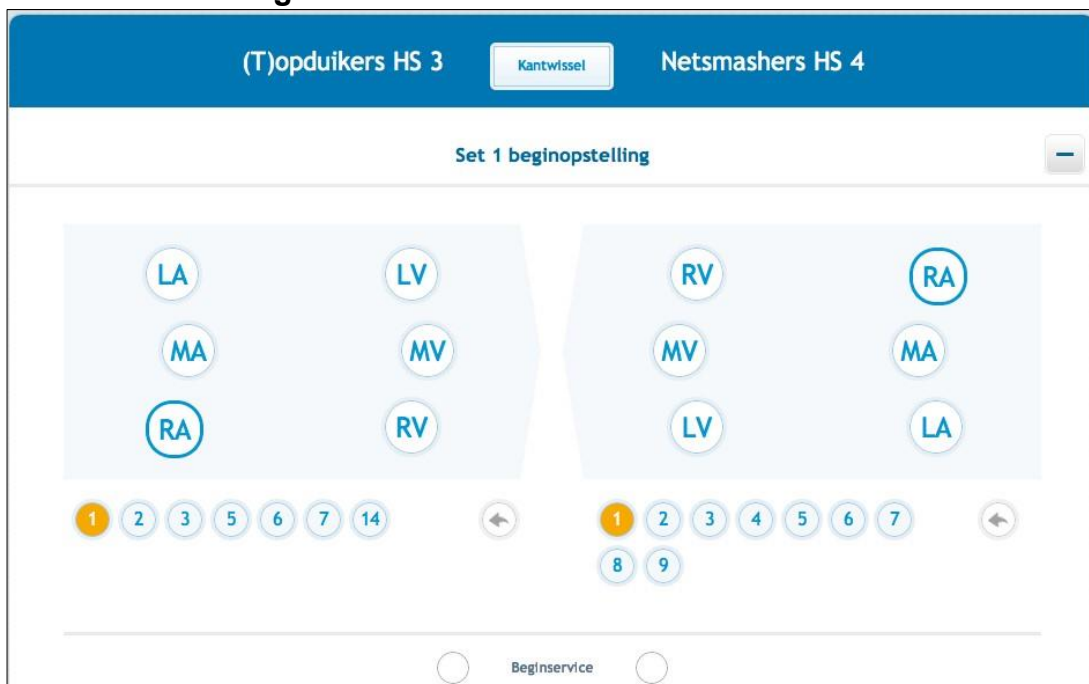 (T)opduikers HS 3 Kantwissel Netsmashers HS 4
Set 1 beginopstelling
LA LV RV RA
MA MV MV MA
RA RV LV LA
1 2 3 5 6 7 14 1 2 3 4 5 6 7
8 9
Beginservice